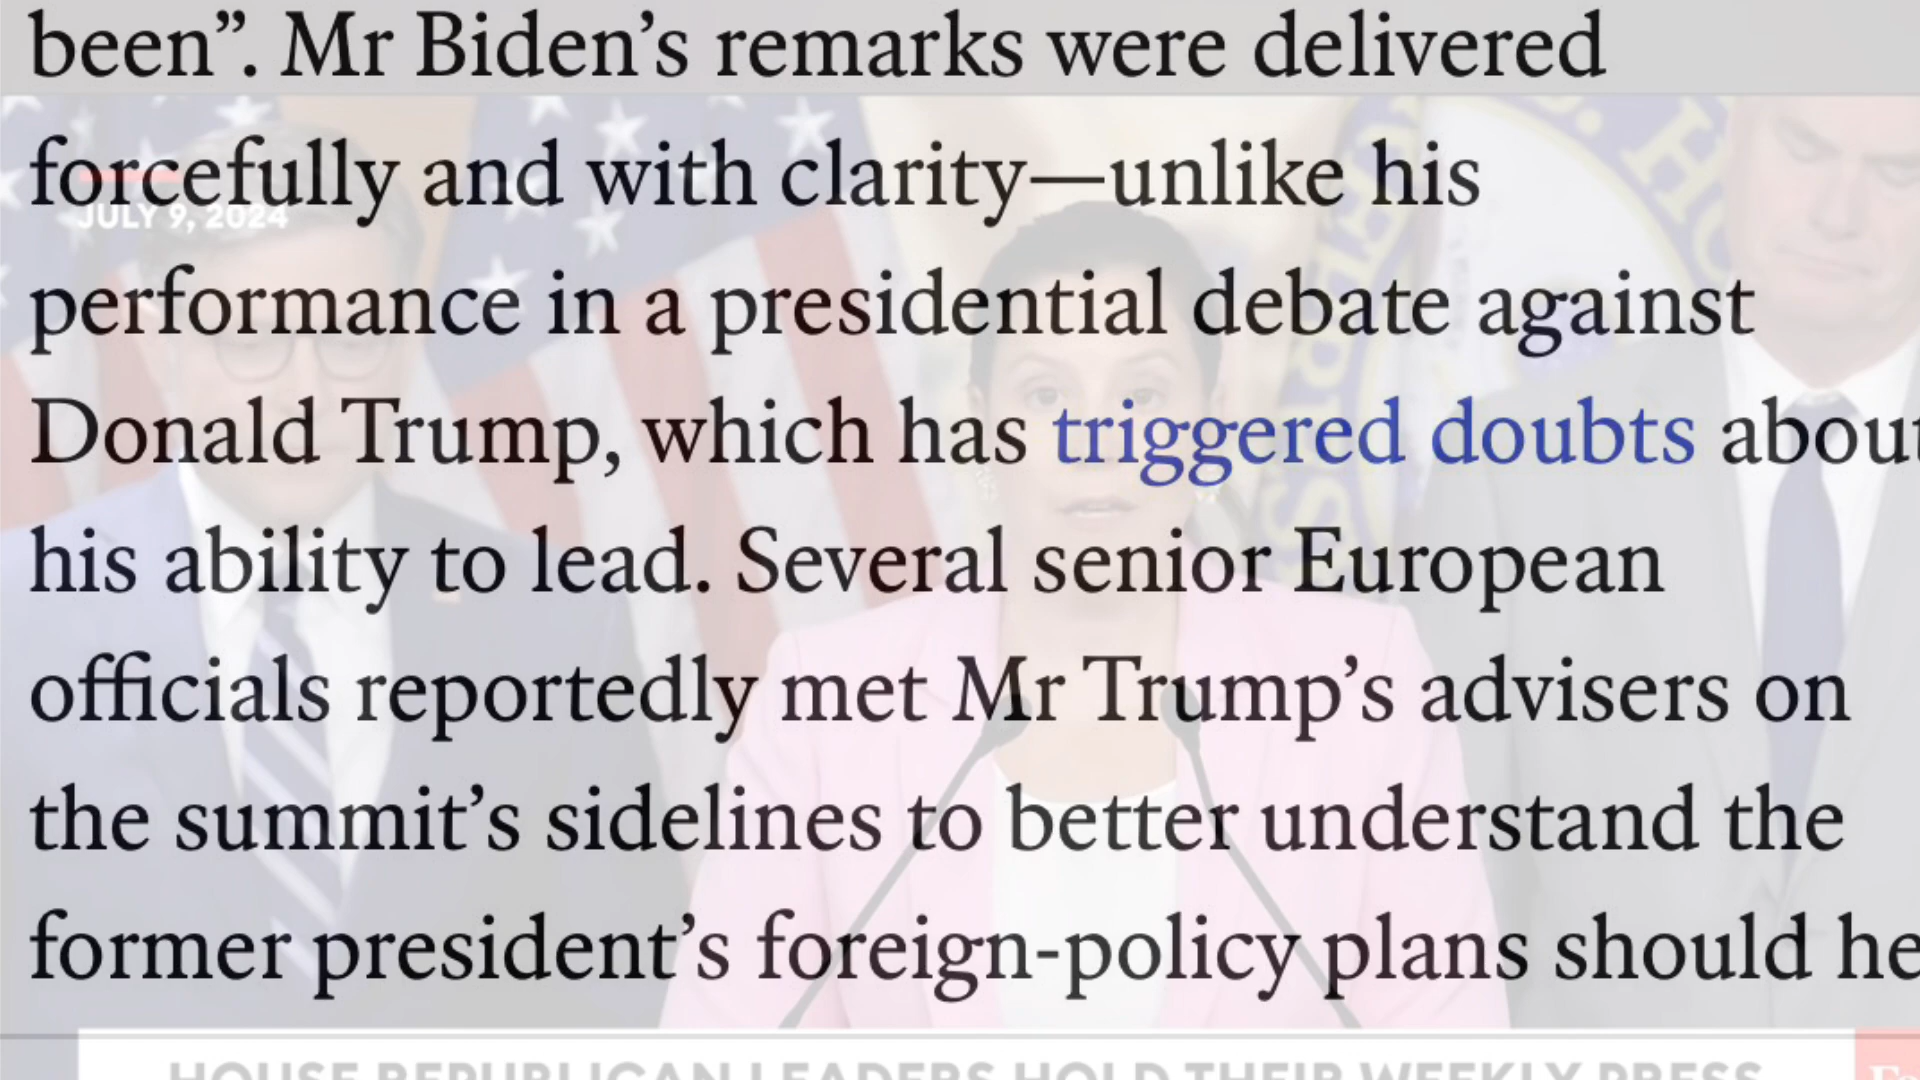 been”. Mr Biden’s remarks were delivered
forcefully and with clarity—unlike his
JULY 9, 2024
performance in a presidential debate against
Donald Trump, which has triggered doubts about
his ability to lead. Several senior European
officials reportedly met Mr Trump’s advisers on
the summit’s sidelines to better understand the
former president’s foreign-policy plans should he
HOUSE REPUBLICAN LEADERS HOLD THEIR WEEKLY PRESS